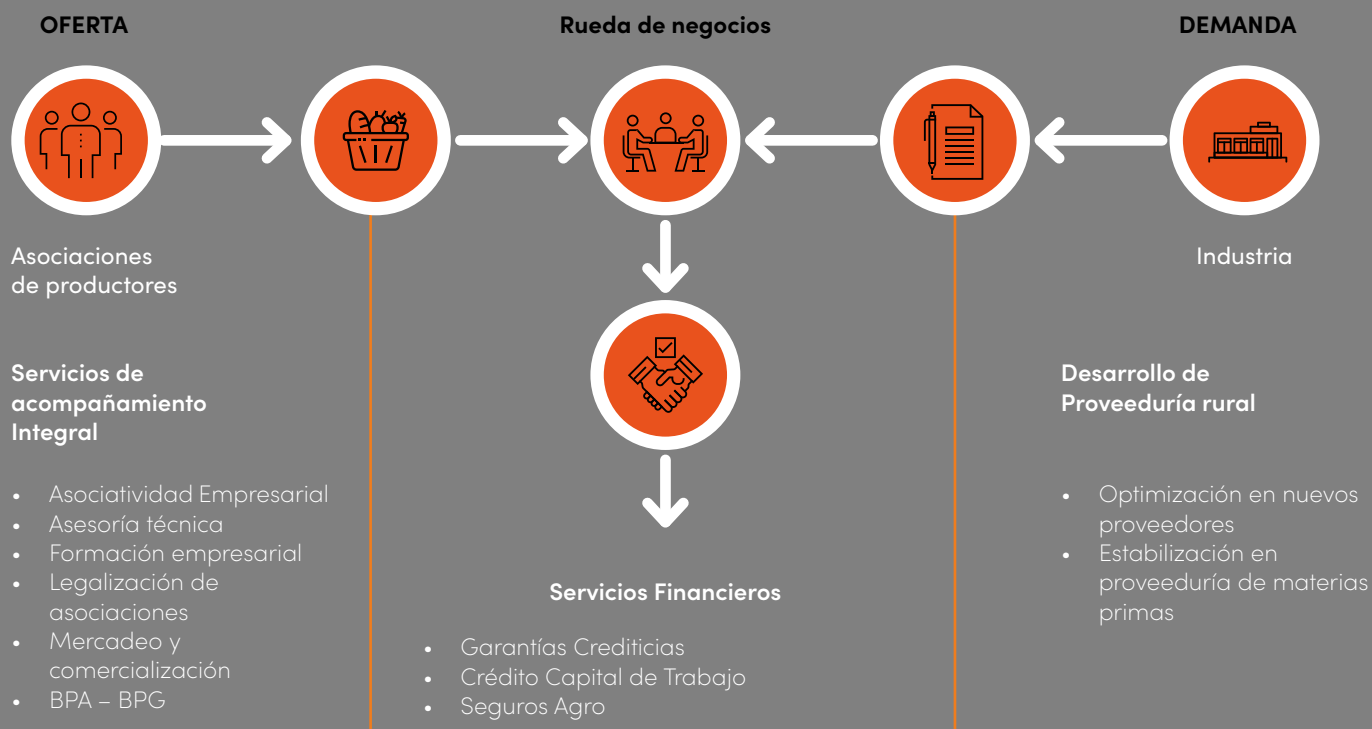 OFERTA
Rueda de negocios
DEMANDA
Asociaciones
de productores
Industria
Servicios de
acompañamiento
Integral
• Asociatividad Empresarial
• Asesoría técnica
• Formación empresarial
• Legalización de
asociaciones
• Mercadeo y
comercialización
• BPA – BPG
Servicios Financieros
• Garantías Crediticias
• Crédito Capital de Trabajo
• Seguros Agro
Desarrollo de
Proveeduría rural
• Optimización en nuevos
proveedores
• Estabilización en
proveeduría de materias
primas